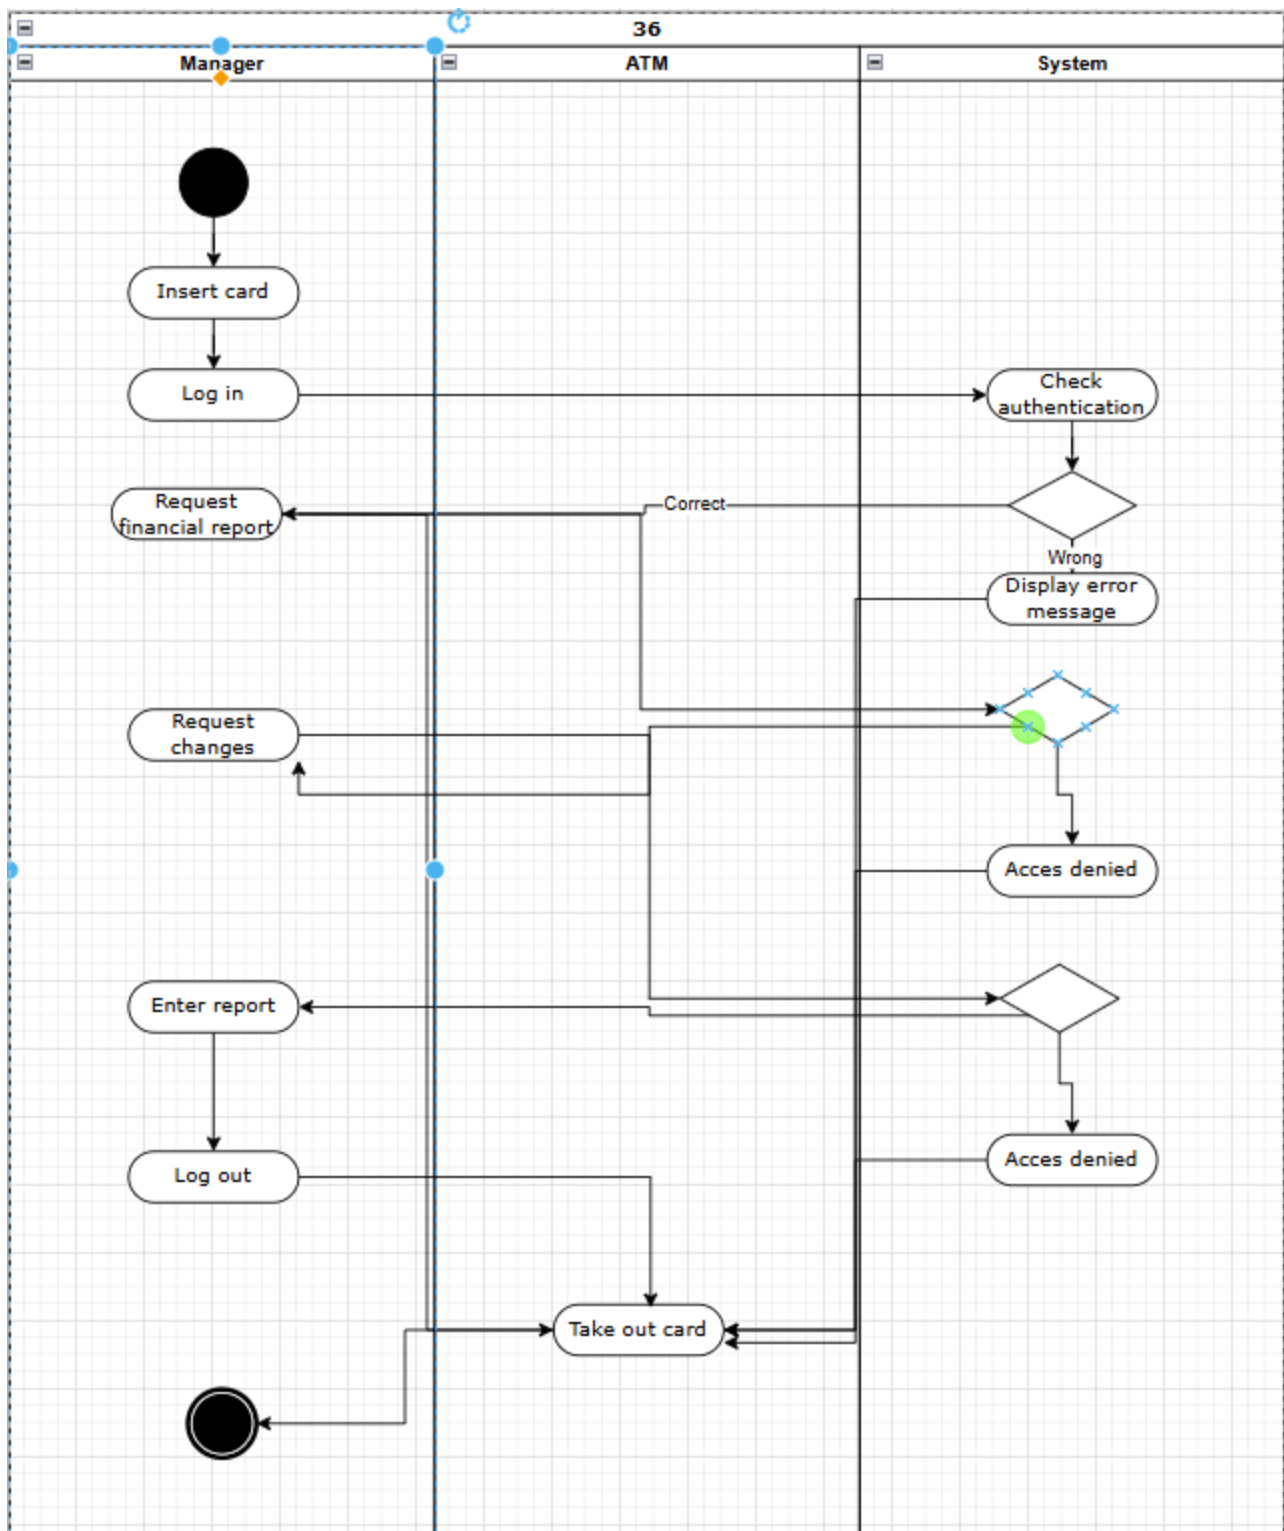 36
Manager
ATM
System
Insert card
Log in
Check
authentication
Request
financial report
Correct
Wrong
Display error
message
Request
changes
Acces denied
Enter report
Acces denied
Log out
Take out card